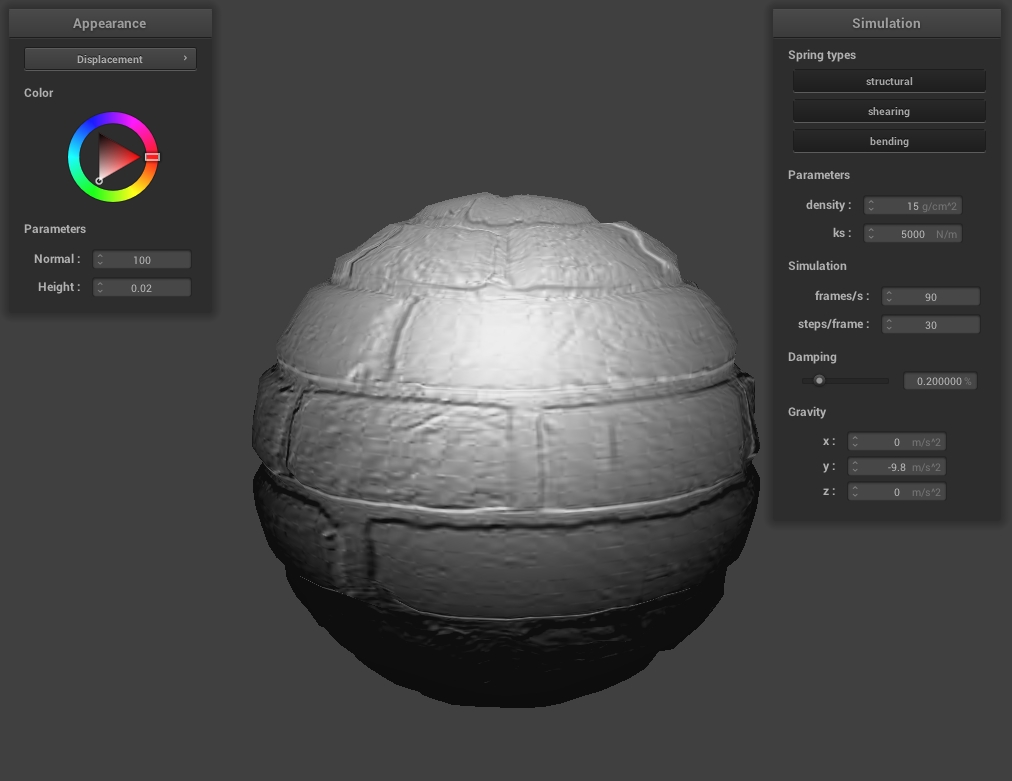 Appearance
Displacement ›
Color
Parameters
Normal : 100
Height : 0.02
Simulation
Spring types
structural
shearing
bending
Parameters
density : 15 g/cm^2
ks : 5000 N/m
Simulation
frames/s : 90
steps/frame : 30
Damping
0.200000 %
Gravity
x : 0 m/s^2
y : -9.8 m/s^2
z : 0 m/s^2